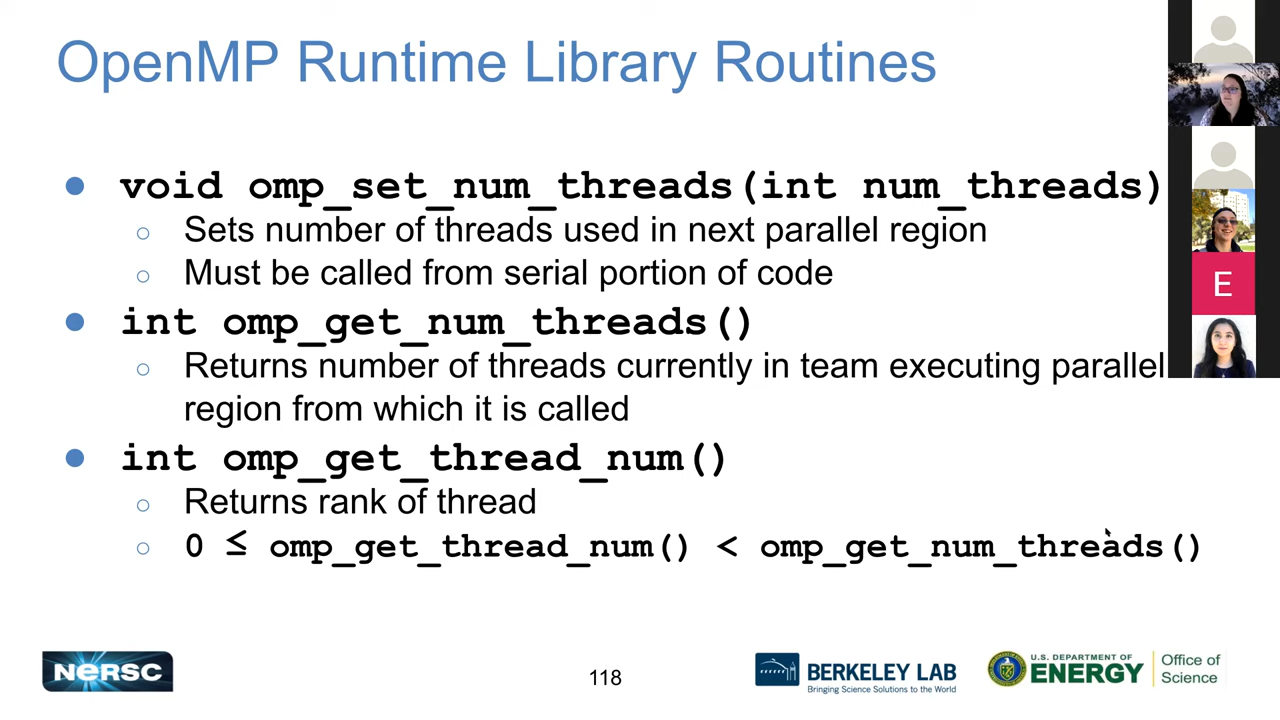 OpenMP Runtime Library Routines
● void omp_set_num_threads(int num_threads)
○ Sets number of threads used in next parallel region
○ Must be called from serial portion of code
● int omp_get_num_threads()
○ Returns number of threads currently in team executing parallel
region from which it is called
● int omp_get_thread_num()
○ Returns rank of thread
○ 0 ≤ omp_get_thread_num() < omp_get_num_threads()
E
NERSC
118
BERKELEY LAB
Bringing Science Solutions to the World
U.S. DEPARTMENT OF
ENERGY
Office of
Science